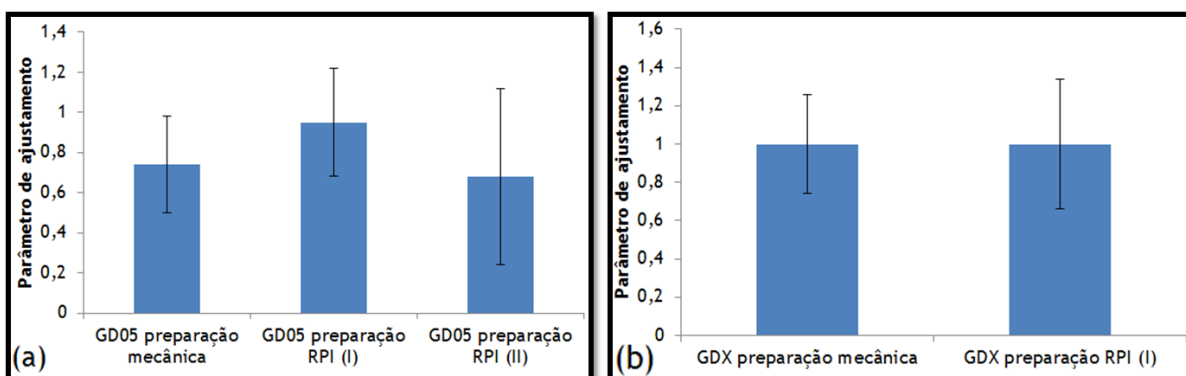 Parâmetro de ajustamento
1,4
1,2
1
0,8
0,6
0,4
0,2
0
GD05 preparação
mecânica
GD05 preparação
RPI (I)
GD05 preparação
RPI (II)
(a)
Parâmetro de ajustamento
1,6
1,4
1,2
1
0,8
0,6
0,4
0,2
0
GDX preparação mecânica
GDX preparação RPI (I)
(b)